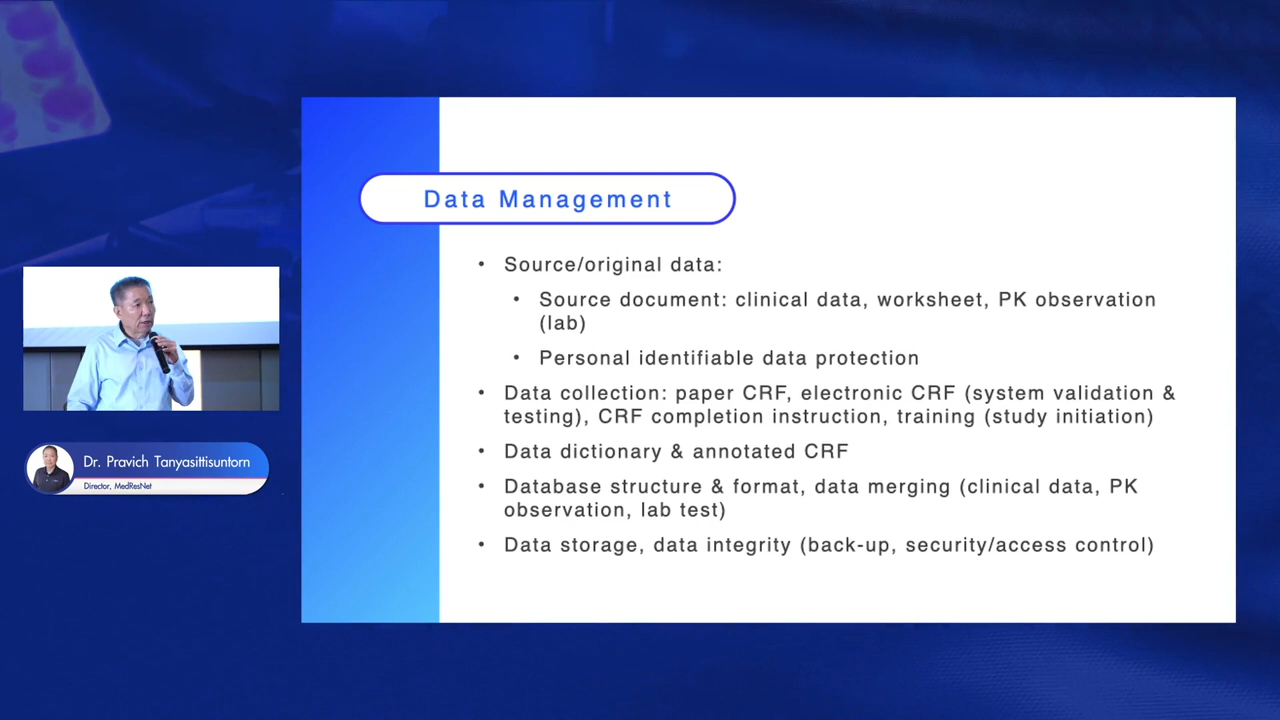 Data Management
• Source/original data:
• Source document: clinical data, worksheet, PK observation
(lab)
• Personal identifiable data protection
• Data collection: paper CRF, electronic CRF (system validation &
testing), CRF completion instruction, training (study initiation)
• Data dictionary & annotated CRF
• Database structure & format, data merging (clinical data, PK
observation, lab test)
• Data storage, data integrity (back-up, security/access control)
Dr. Pravich Tanyasittisuntorn
Director, MedResNet